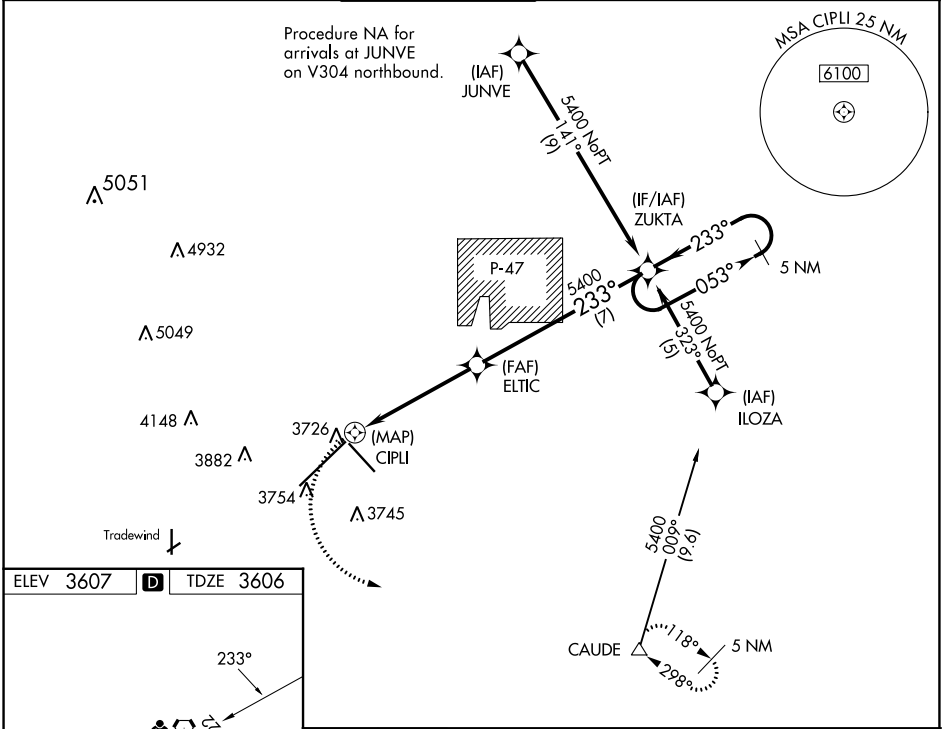 Procedure NA for
arrivals at JUNVE
on V304 northbound.
(IAF)
JUNVE
MSA CIPLI 25 NM
6100
5400 NoPT
141°
(9)
5051
4932
5049
4148
3882
(IF/IAF)
ZUKTA
233°
053°
5 NM
P-47
5400
233°
(7)
5400 NoPT
323°
(5)
(FAF)
ELTIC
(IAF)
ILOZA
3726
(MAP)
CIPLI
3754
3745
Tradewind
5400
009°
(9.6)
CAUDE
118°
298°
5 NM
ELEV 3607
D
TDZE 3606
233°
22